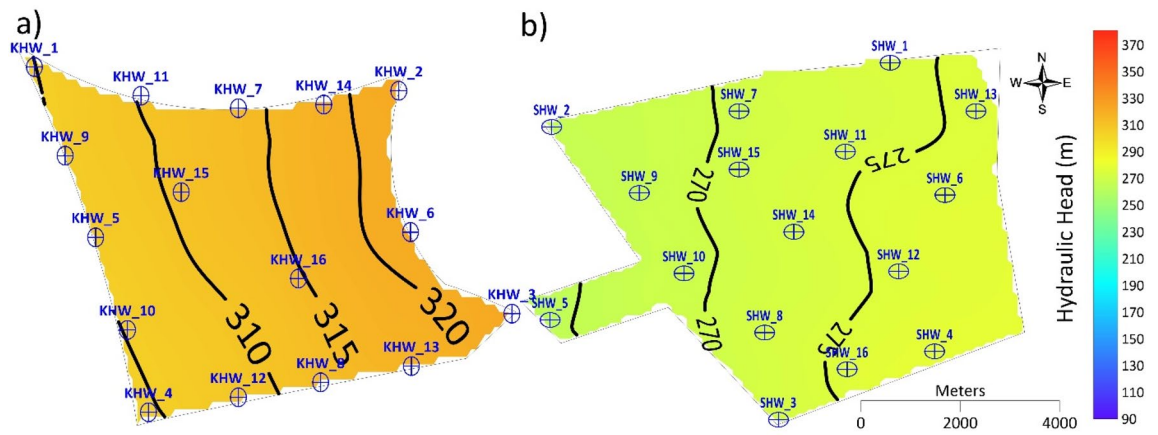 a)
KHW_1
KHW_11
KHW_7
KHW_14
KHW_2
KHW_9
KHW_15
KHW_5
KHW_6
KHW_16
KHW_3
KHW_10
KHW_13
KHW_8
KHW_12
KHW_4
310
315
320
b)
SHW_1
SHW_2
SHW_7
SHW_13
SHW_11
SHW_15
SHW_9
SHW_6
SHW_14
SHW_10
SHW_12
SHW_5
SHW_8
SHW_4
SHW_16
SHW_3
270
270
275
275
N
W E
S
Hydraulic Head (m)
370
350
330
310
290
270
250
230
210
190
170
150
130
110
90
Meters
0 2000 4000